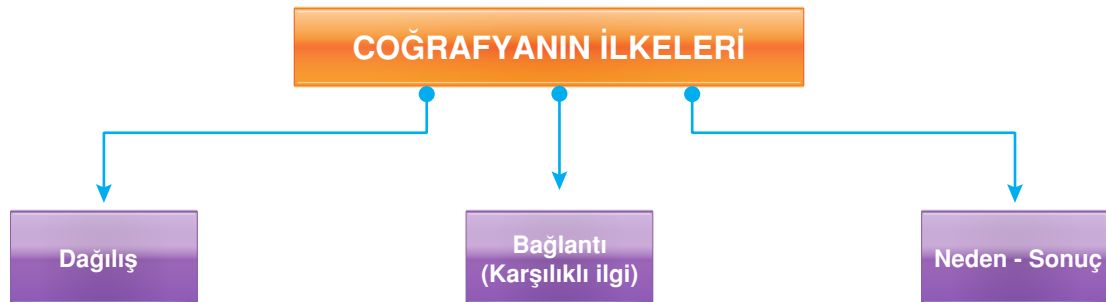 COĞRAFYANIN İLKELERİ
Dağılış
Bağlantı
(Karşılıklı ilgi)
Neden - Sonuç